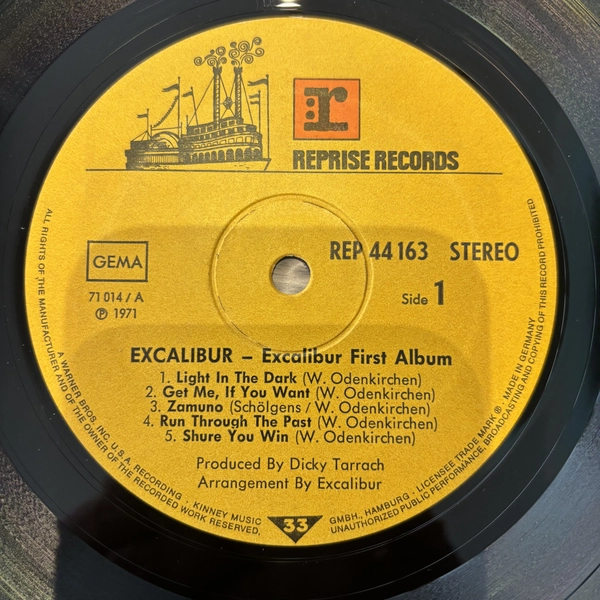 r
REPRISE RECORDS
GEMA
REP 44 163 STEREO
71 014 / A
Side 1
℗ 1971
EXCALIBUR – Excalibur First Album
1. Light In The Dark (W. Odenkirchen)
2. Get Me, If You Want (W. Odenkirchen)
3. Zamuno (Schölgens / W. Odenkirchen)
4. Run Through The Past (W. Odenkirchen)
5. Shure You Win (W. Odenkirchen)
Produced By Dicky Tarrach
Arrangement By Excalibur
33
ALL RIGHTS OF THE MANUFACTURER AND OF THE OWNER OF THE RECORDED WORK RESERVED,
UNAUTHORIZED PUBLIC PERFORMANCE, BROADCASTING AND COPYING OF THIS RECORD PROHIBITED
A WARNER BROS. INC. U.S.A. RECORDING · KINNEY MUSIC
GMBH., HAMBURG · LICENSEE TRADE MARK ® · MADE IN GERMANY